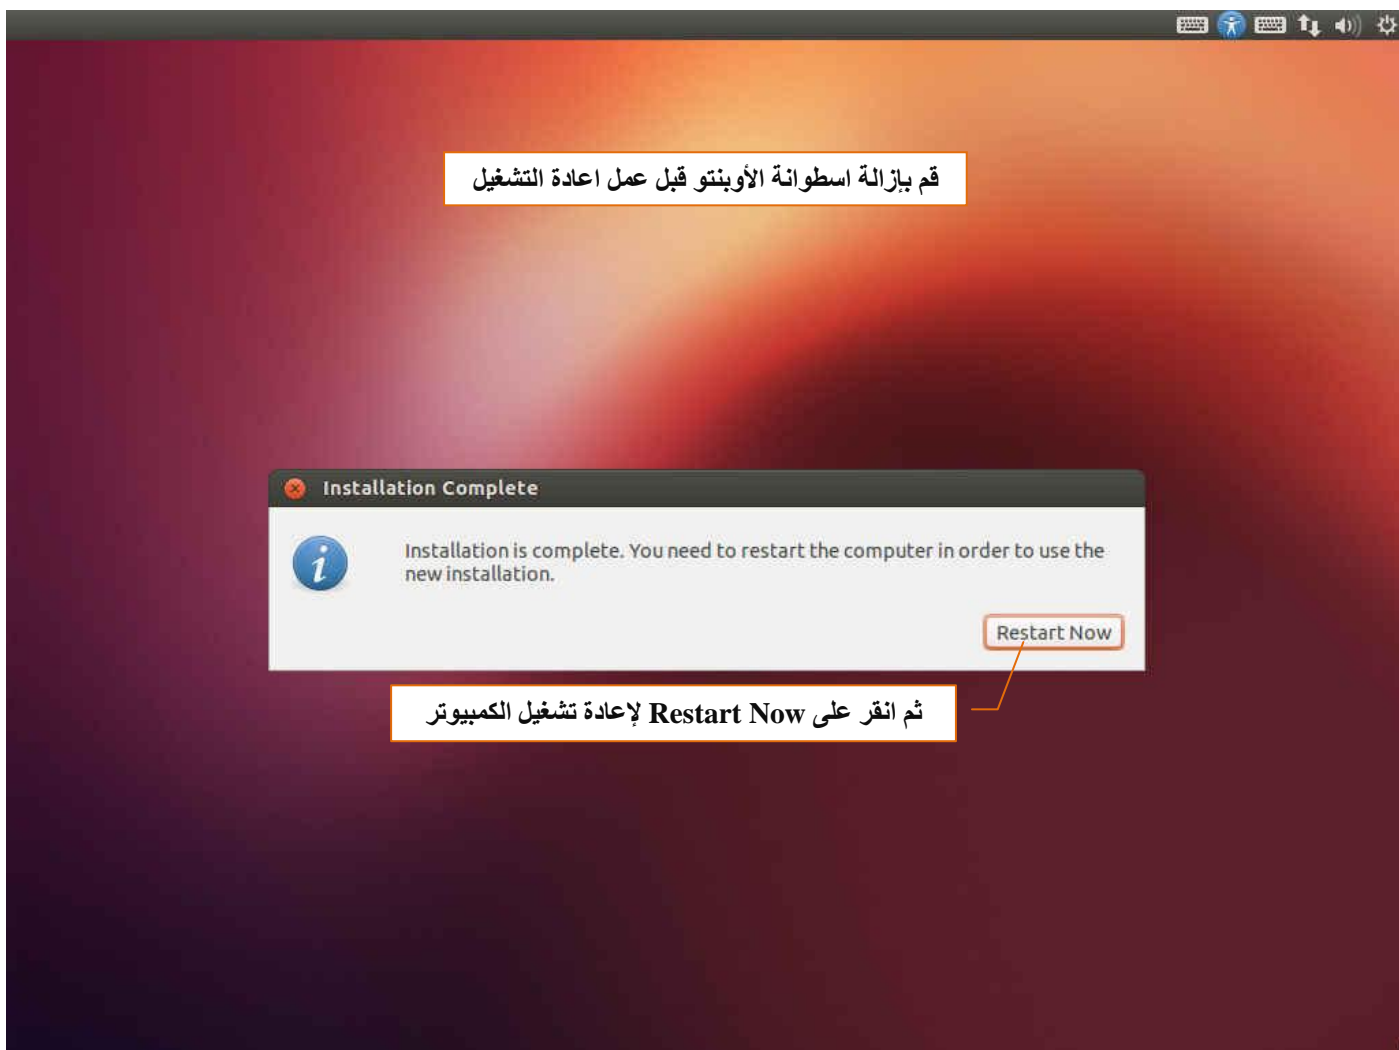 قم بإزالة اسطوانة الأوبنتو قبل عمل اعادة التشغيل
Installation Complete
Installation is complete. You need to restart the computer in order to use the
new installation.
Restart Now
ثم انقر على Restart Now لإعادة تشغيل الكمبيوتر